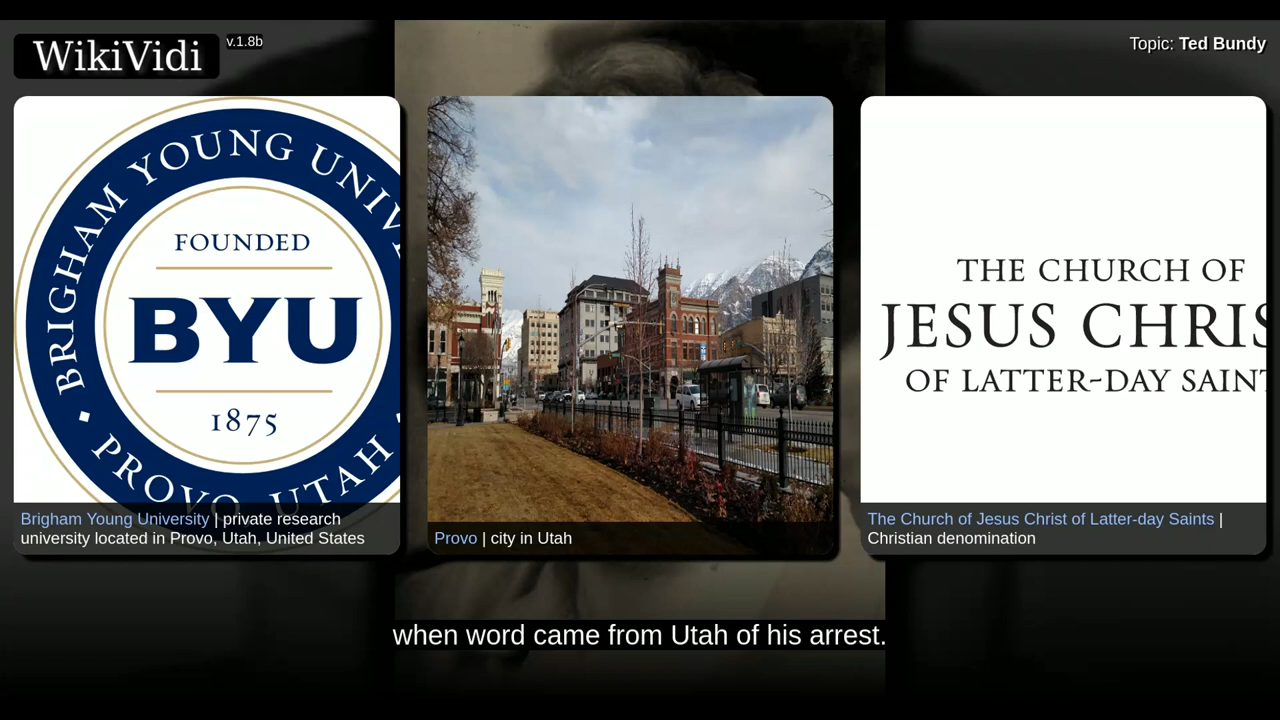 WikiVidi
v.1.8b
Topic: Ted Bundy
BRIGHAM YOUNG UNIV
FOUNDED
BYU
1875
PROVO, UTAH
Brigham Young University | private research
university located in Provo, Utah, United States
Provo | city in Utah
THE CHURCH OF
JESUS CHRIS
OF LATTER-DAY SAINT
The Church of Jesus Christ of Latter-day Saints |
Christian denomination
when word came from Utah of his arrest.